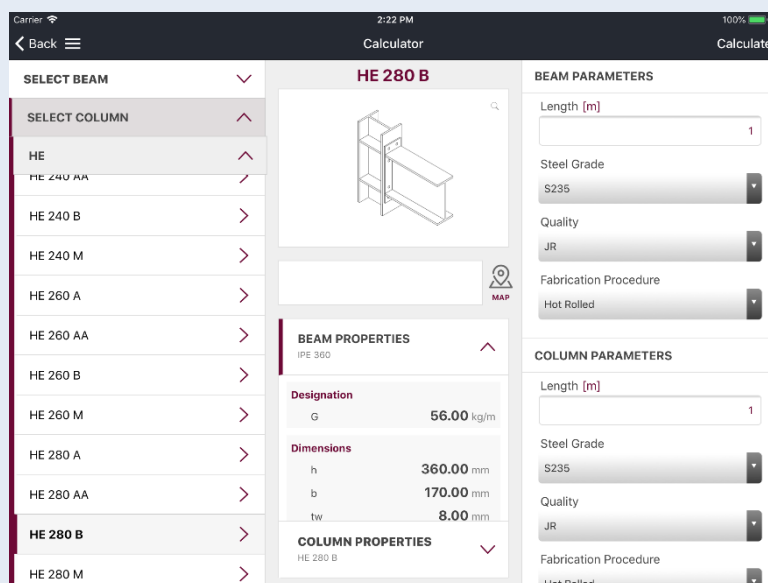 Carrier
2:22 PM
100%
Back
Calculator
Calculate
SELECT BEAM
SELECT COLUMN
HE
HE 240 AA
HE 240 B
HE 240 M
HE 260 A
HE 260 AA
HE 260 B
HE 260 M
HE 280 A
HE 280 AA
HE 280 B
HE 280 M
HE 280 B
MAP
BEAM PROPERTIES
IPE 360
Designation
G 56.00 kg/m
Dimensions
h 360.00 mm
b 170.00 mm
tw 8.00 mm
COLUMN PROPERTIES
HE 280 B
BEAM PARAMETERS
Length [m]
1
Steel Grade
S235
Quality
JR
Fabrication Procedure
Hot Rolled
COLUMN PARAMETERS
Length [m]
1
Steel Grade
S235
Quality
JR
Fabrication Procedure
Hot Rolled